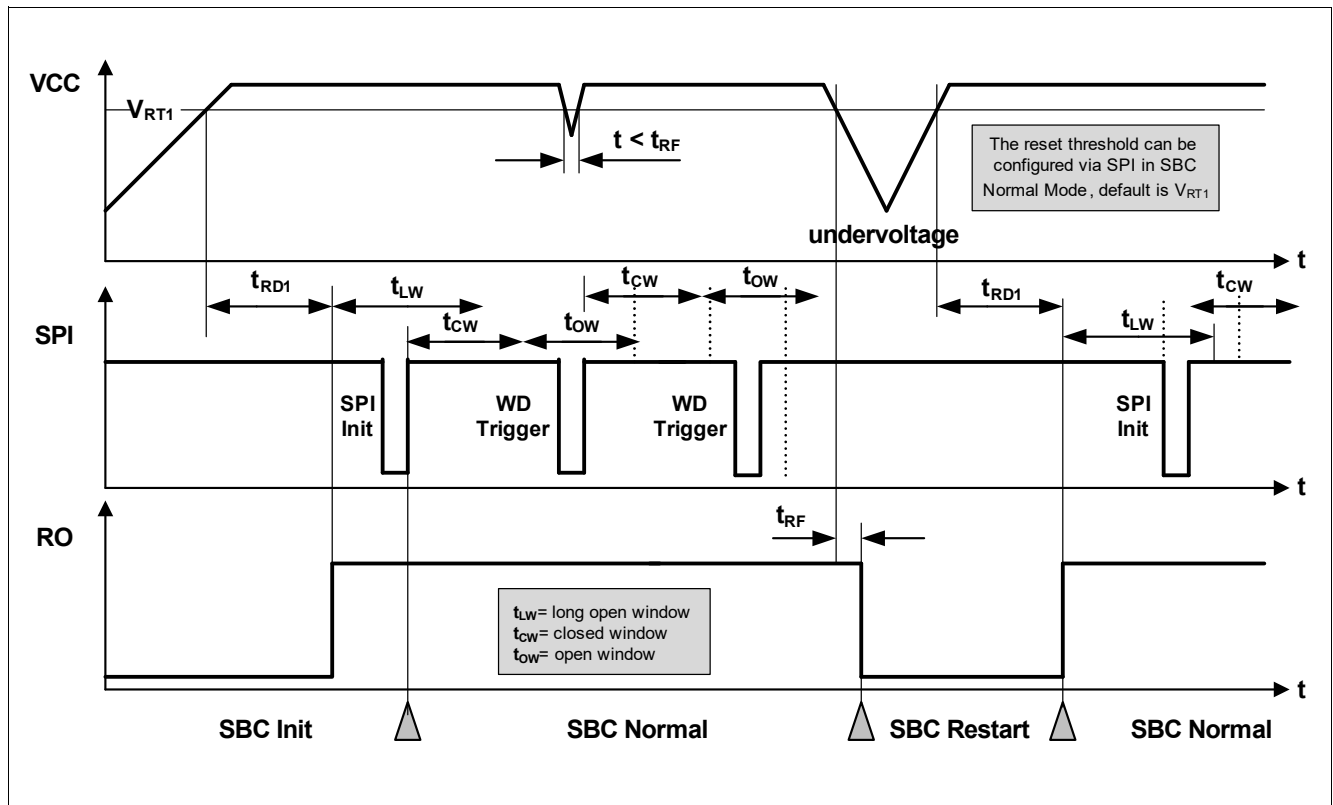 VCC
VRT1
t < tRF
The reset threshold can be
configured via SPI in SBC
Normal Mode, default is VRT1
undervoltage
t
tRD1
tLW
tCW
tOW
tCW
tOW
tRD1
tLW
tCW
SPI
SPI
Init
WD
Trigger
WD
Trigger
SPI
Init
t
RO
tRF
tLW= long open window
tCW= closed window
tOW= open window
t
SBC Init
SBC Normal
SBC Restart
SBC Normal